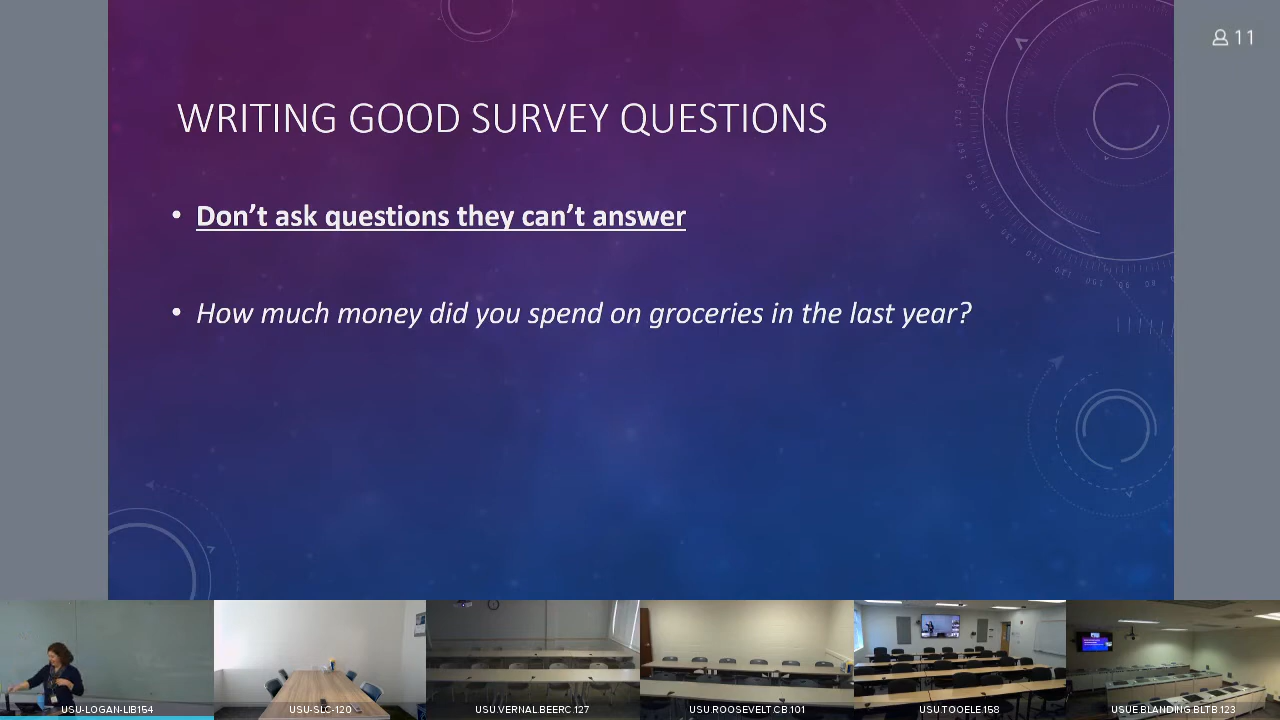 11
WRITING GOOD SURVEY QUESTIONS
• Don't ask questions they can't answer
• How much money did you spend on groceries in the last year?
USU-LOGAN-LIB154
USU-SLC-120
USU.VERNAL.BEERC.127
USU.ROOSEVELT.CB.101
USU.TOOELE.158
USUE.BLANDING.BLTB.123